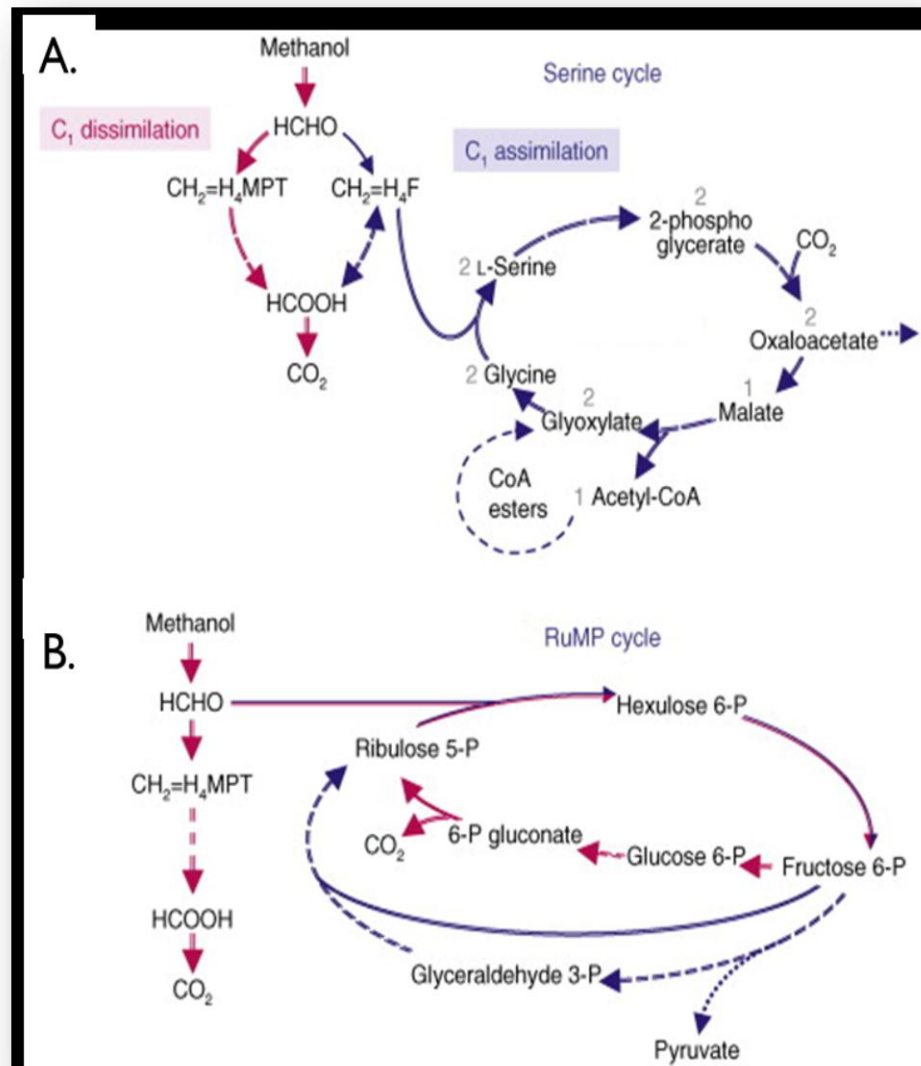 A.
Methanol
Serine cycle
C₁ dissimilation
HCHO
C₁ assimilation
CH₂=H₄MPT
CH₂=H₄F
2
2-phospho
glycerate
CO₂
2 L-Serine
HCOOH
2
Oxaloacetate
CO₂
2 Glycine
1
Malate
2
Glyoxylate
CoA
esters
1 Acetyl-CoA
B.
Methanol
RuMP cycle
HCHO
Hexulose 6-P
Ribulose 5-P
CH₂=H₄MPT
6-P gluconate
CO₂
Glucose 6-P
Fructose 6-P
HCOOH
Glyceraldehyde 3-P
CO₂
Pyruvate